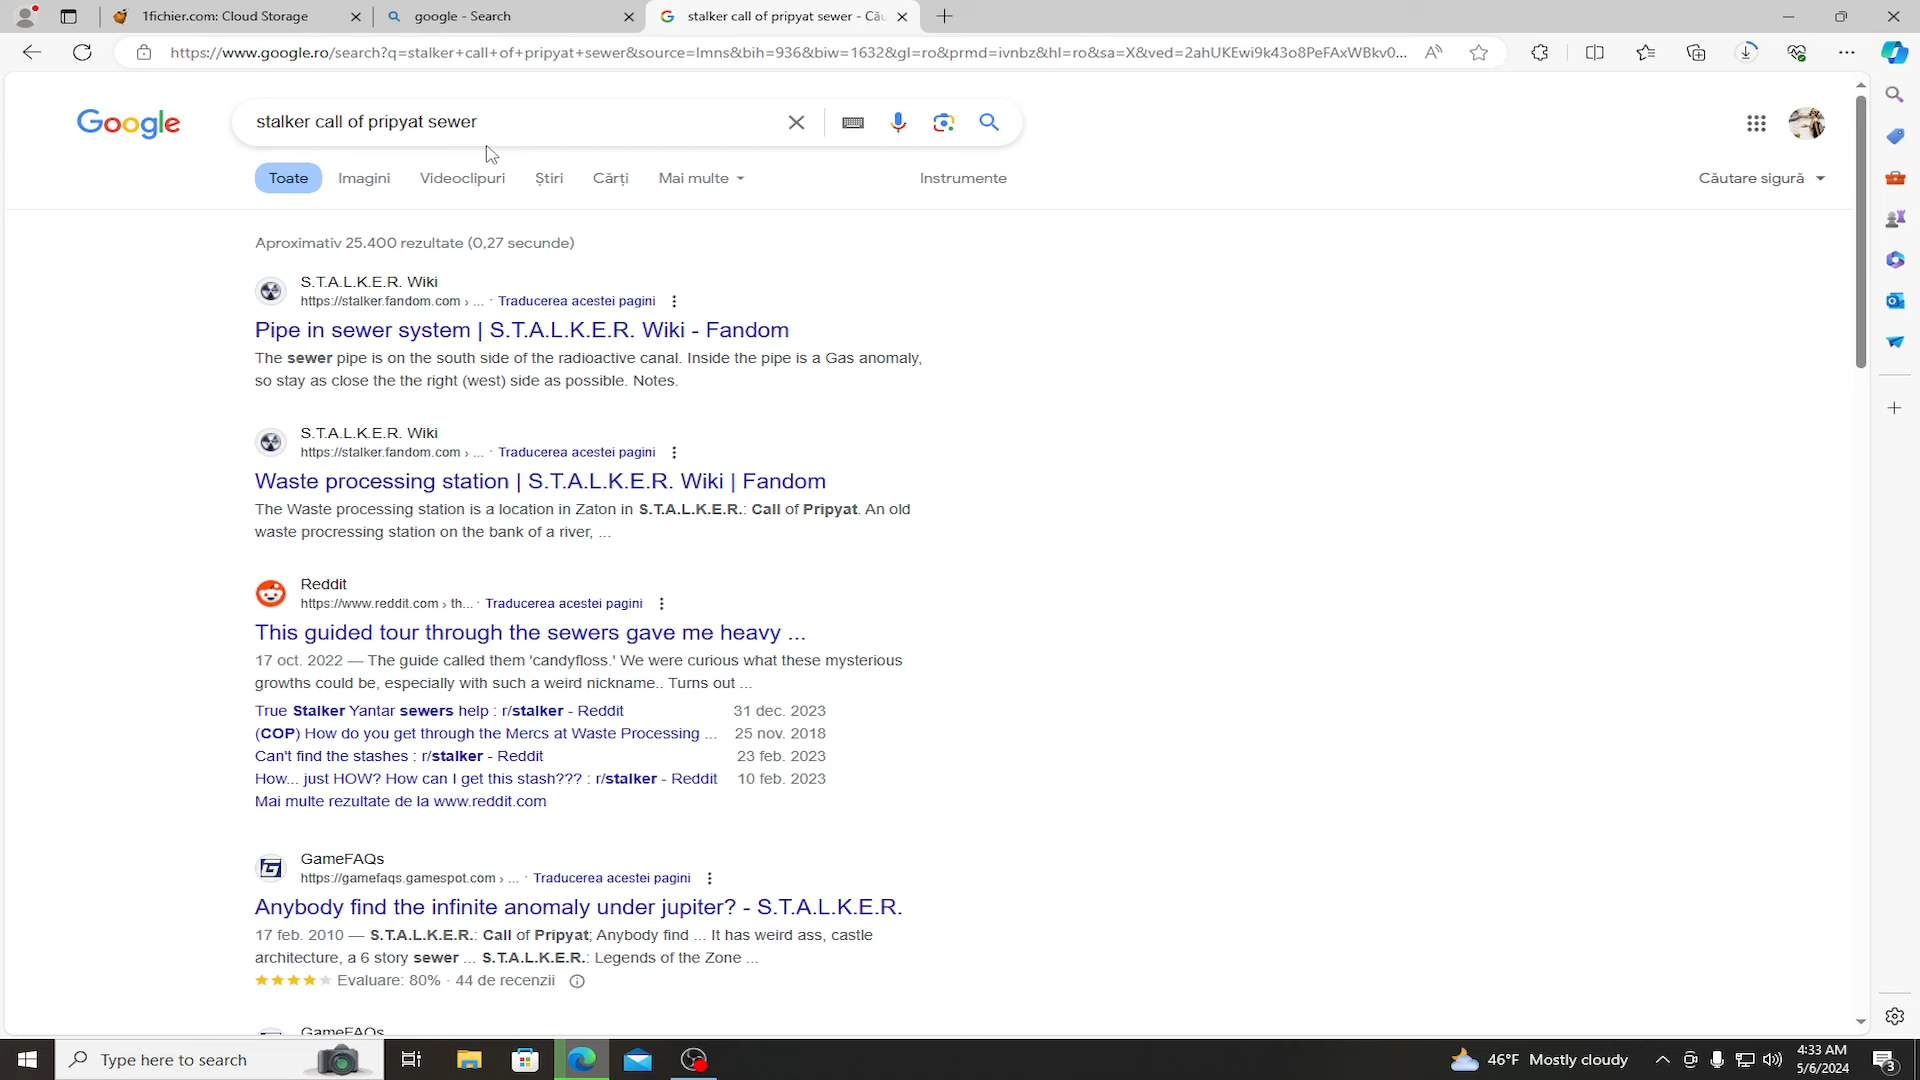 1fichier.com: Cloud Storage
google - Search
stalker call of pripyat sewer - Cău
https://www.google.ro/search?q=stalker+call+of+pripyat+sewer&source=lmns&bih=936&biw=1632&gl=ro&prmd=ivnbz&hl=ro&sa=X&ved=2ahUKEwi9k43o8PeFAxWBkv0...
Google
stalker call of pripyat sewer
Toate
Imagini
Videoclipuri
Știri
Cărți
Mai multe
Instrumente
Căutare sigură
Aproximativ 25.400 rezultate (0,27 secunde)
S.T.A.L.K.E.R. Wiki
https://stalker.fandom.com › ... · Traducerea acestei pagini
Pipe in sewer system | S.T.A.L.K.E.R. Wiki - Fandom
The sewer pipe is on the south side of the radioactive canal. Inside the pipe is a Gas anomaly,
so stay as close the the right (west) side as possible. Notes.
S.T.A.L.K.E.R. Wiki
https://stalker.fandom.com › ... · Traducerea acestei pagini
Waste processing station | S.T.A.L.K.E.R. Wiki | Fandom
The Waste processing station is a location in Zaton in S.T.A.L.K.E.R.: Call of Pripyat. An old
waste procressing station on the bank of a river, ...
Reddit
https://www.reddit.com › th... · Traducerea acestei pagini
This guided tour through the sewers gave me heavy ...
17 oct. 2022 — The guide called them 'candyfloss.' We were curious what these mysterious
growths could be, especially with such a weird nickname.. Turns out ...
True Stalker Yantar sewers help : r/stalker - Reddit 31 dec. 2023
(COP) How do you get through the Mercs at Waste Processing ... 25 nov. 2018
Can't find the stashes : r/stalker - Reddit 23 feb. 2023
How... just HOW? How can I get this stash??? : r/stalker - Reddit 10 feb. 2023
Mai multe rezultate de la www.reddit.com
GameFAQs
https://gamefaqs.gamespot.com › ... · Traducerea acestei pagini
Anybody find the infinite anomaly under jupiter? - S.T.A.L.K.E.R.
17 feb. 2010 — S.T.A.L.K.E.R.: Call of Pripyat; Anybody find ... It has weird ass, castle
architecture, a 6 story sewer ... S.T.A.L.K.E.R.: Legends of the Zone ...
Evaluare: 80% · 44 de recenzii
GameFAQs
Type here to search
46°F Mostly cloudy
4:33 AM
5/6/2024
3